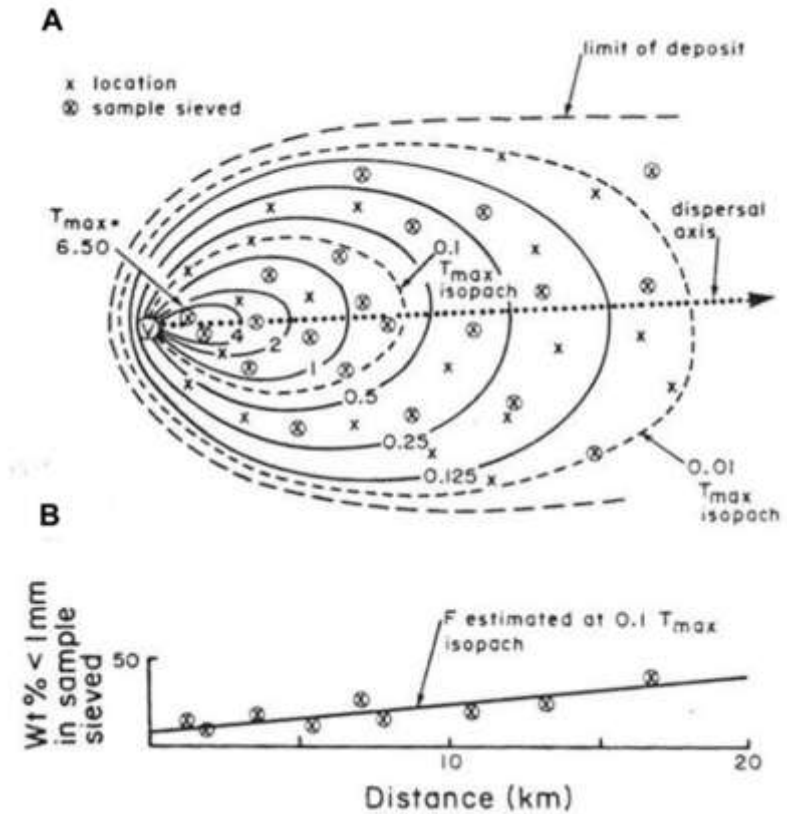 A
limit of deposit
x location
ⓧ sample sieved
Tmax=
6.50
0.1
Tmax
isopach
dispersal
axis
V
4
2
1
0.5
0.25
0.125
0.01
Tmax
isopach
B
F estimated at 0.1 Tmax
isopach
Wt% < 1mm
in sample
sieved
50
10
20
Distance (km)